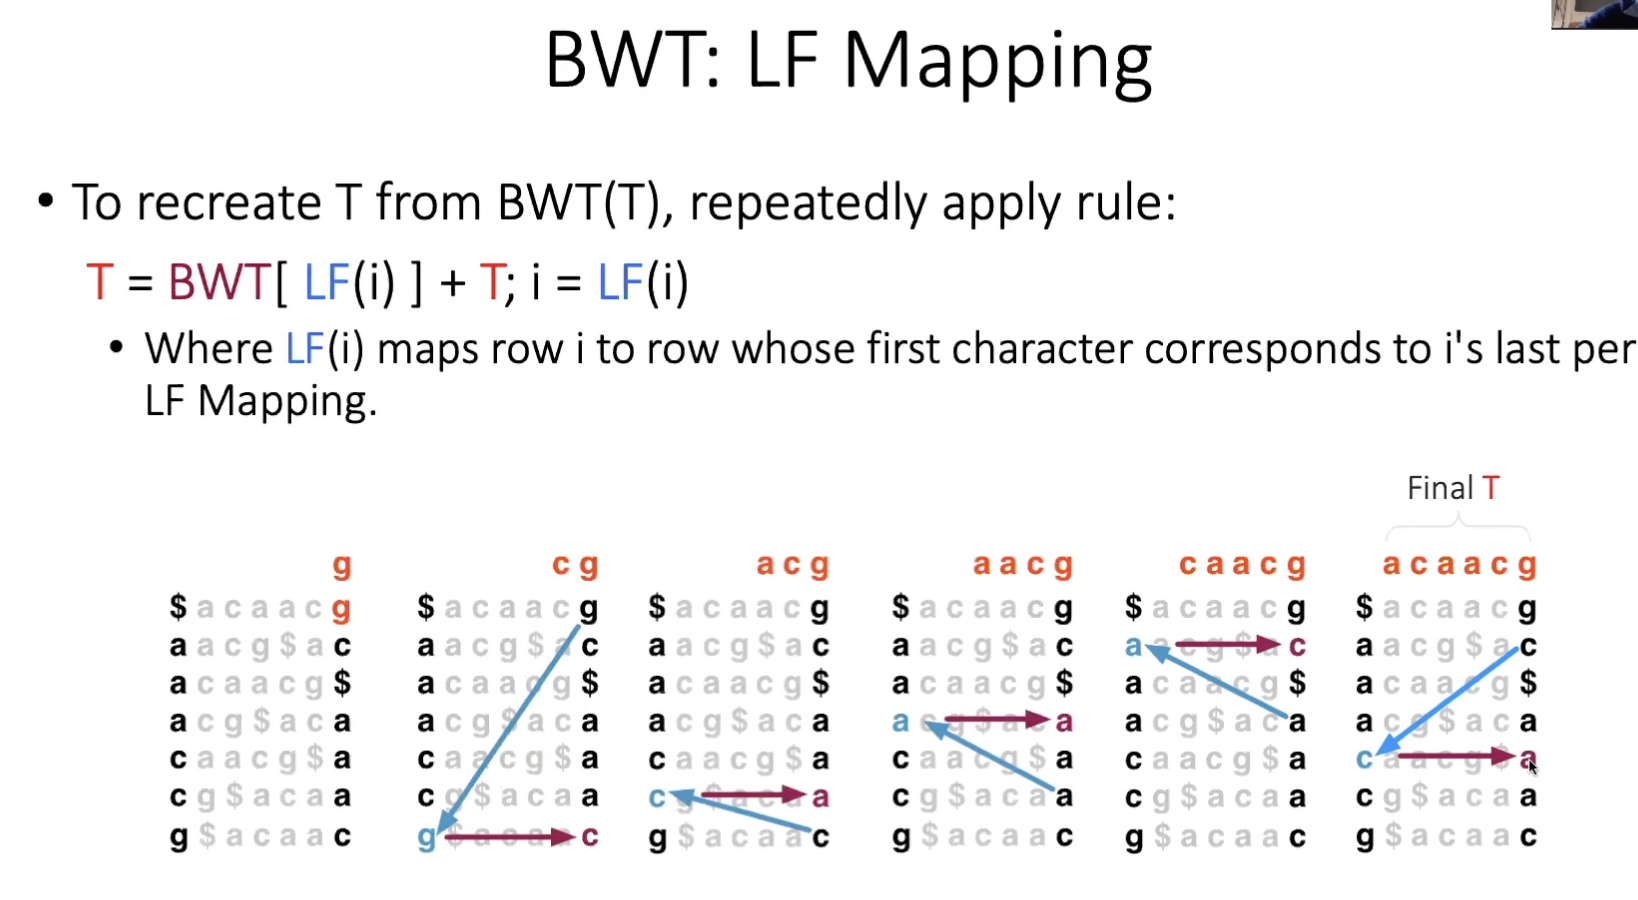 BWT: LF Mapping
• To recreate T from BWT(T), repeatedly apply rule:
T = BWT[ LF(i) ] + T; i = LF(i)
• Where LF(i) maps row i to row whose first character corresponds to i's last per
LF Mapping.
Final T
g c g a c g a a c g c a a c g a c a a c g
$ a c a a c g $ a c a a c g $ a c a a c g $ a c a a c g $ a c a a c g $ a c a a c g
a a c g $ a c a a c g $ a c a a c g $ a c a a c g $ a c a a c g $ a c a a c g $ a c
a c a a c g $ a c a a c g $ a c a a c g $ a c a a c g $ a c a a c g $ a c a a c g $
a c g $ a c a a c g $ a c a a c g $ a c a a c g $ a c a a c g $ a c a a c g $ a c a
c a a c g $ a c a a c g $ a c a a c g $ a c a a c g $ a c a a c g $ a c a a c g $ a
c g $ a c a a c g $ a c a a c g $ a c a a c g $ a c a a c g $ a c a a c g $ a c a a
g $ a c a a c g $ a c a a c g $ a c a a c g $ a c a a c g $ a c a a c g $ a c a a c